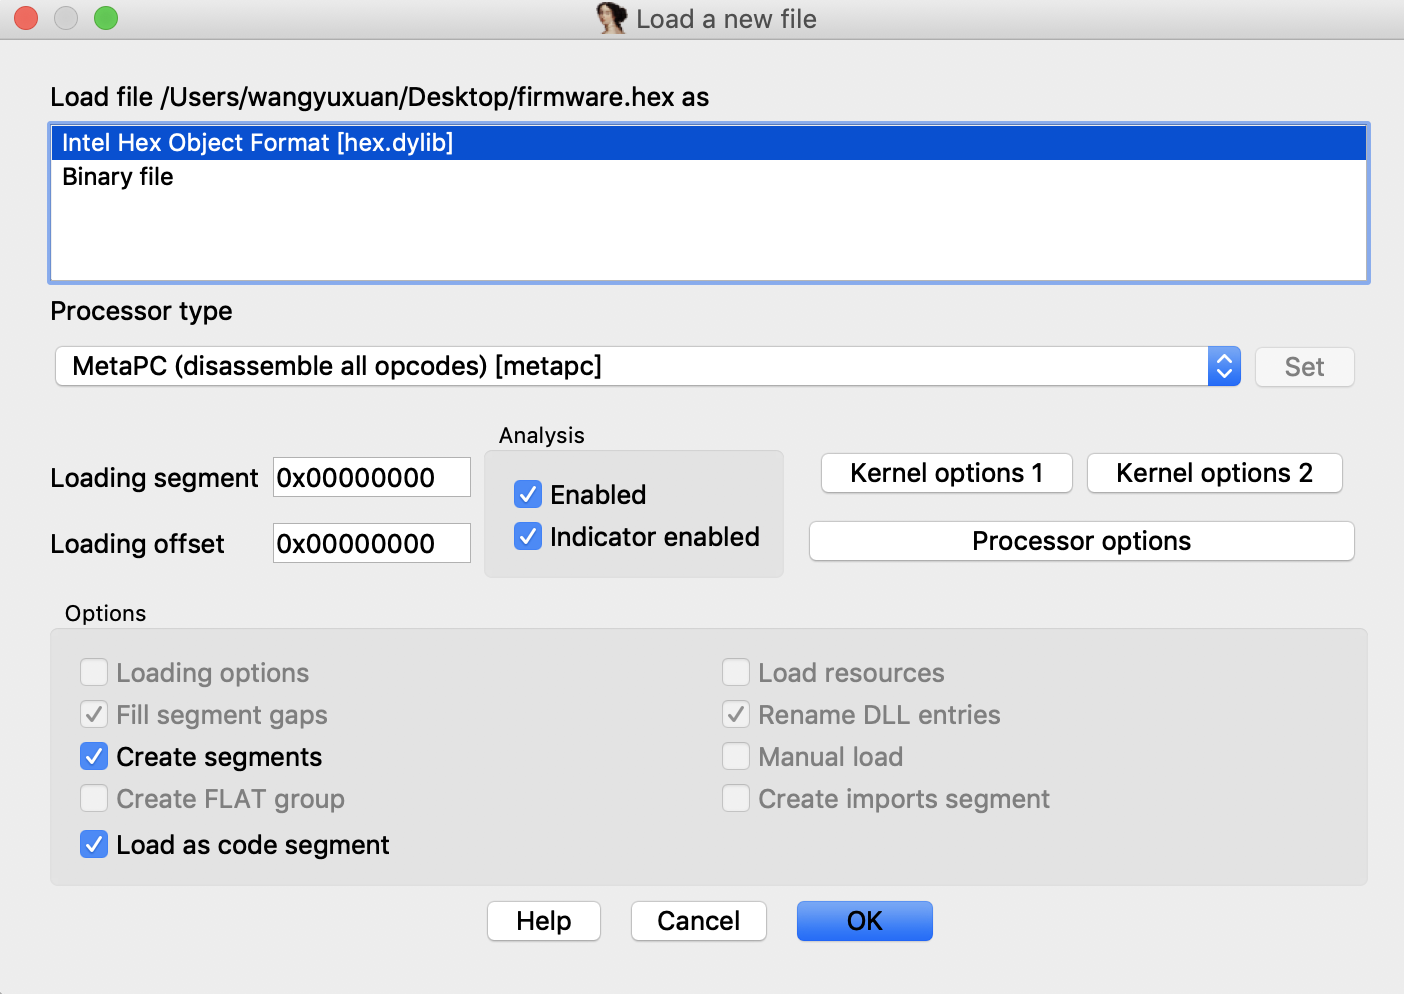 Load a new file
Load file /Users/wangyuxuan/Desktop/firmware.hex as
Intel Hex Object Format [hex.dylib]
Binary file
Processor type
MetaPC (disassemble all opcodes) [metapc]
Set
Analysis
Loading segment 0x00000000
Enabled
Kernel options 1
Kernel options 2
Loading offset 0x00000000
Indicator enabled
Processor options
Options
Loading options
Load resources
Fill segment gaps
Rename DLL entries
Create segments
Manual load
Create FLAT group
Create imports segment
Load as code segment
Help
Cancel
OK